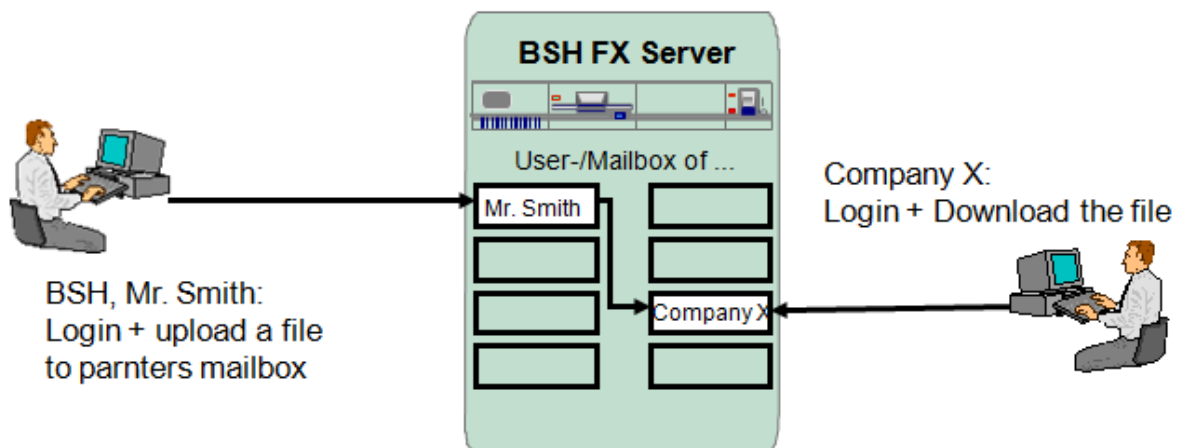 BSH FX Server
User-/Mailbox of ...
Mr. Smith
Company X
BSH, Mr. Smith:
Login + upload a file
to parnters mailbox
Company X:
Login + Download the file